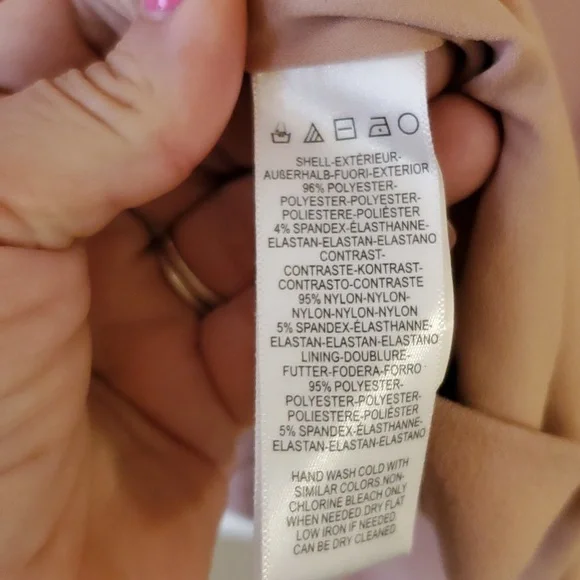 SHELL-EXTÉRIEUR-
AUßERHALB-FUORI-EXTERIOR
96% POLYESTER-
POLYESTER-POLYESTER-
POLIESTERE-POLIÉSTER
4% SPANDEX-ÉLASTHANNE-
ELASTAN-ELASTAN-ELASTANO
CONTRAST-
CONTRASTE-KONTRAST-
CONTRASTO-CONTRASTE
95% NYLON-NYLON-
NYLON-NYLON-NYLON
5% SPANDEX-ÉLASTHANNE-
ELASTAN-ELASTAN-ELASTANO
LINING-DOUBLURE-
FUTTER-FODERA-FORRO
95% POLYESTER-
POLYESTER-POLYESTER-
POLIESTERE-POLIÉSTER
5% SPANDEX-ÉLASTHANNE-
ELASTAN-ELASTAN-ELASTANO
HAND WASH COLD WITH
SIMILAR COLORS.NON-
CHLORINE BLEACH ONLY
WHEN NEEDED.DRY FLAT
LOW IRON IF NEEDED.
CAN BE DRY CLEANED.